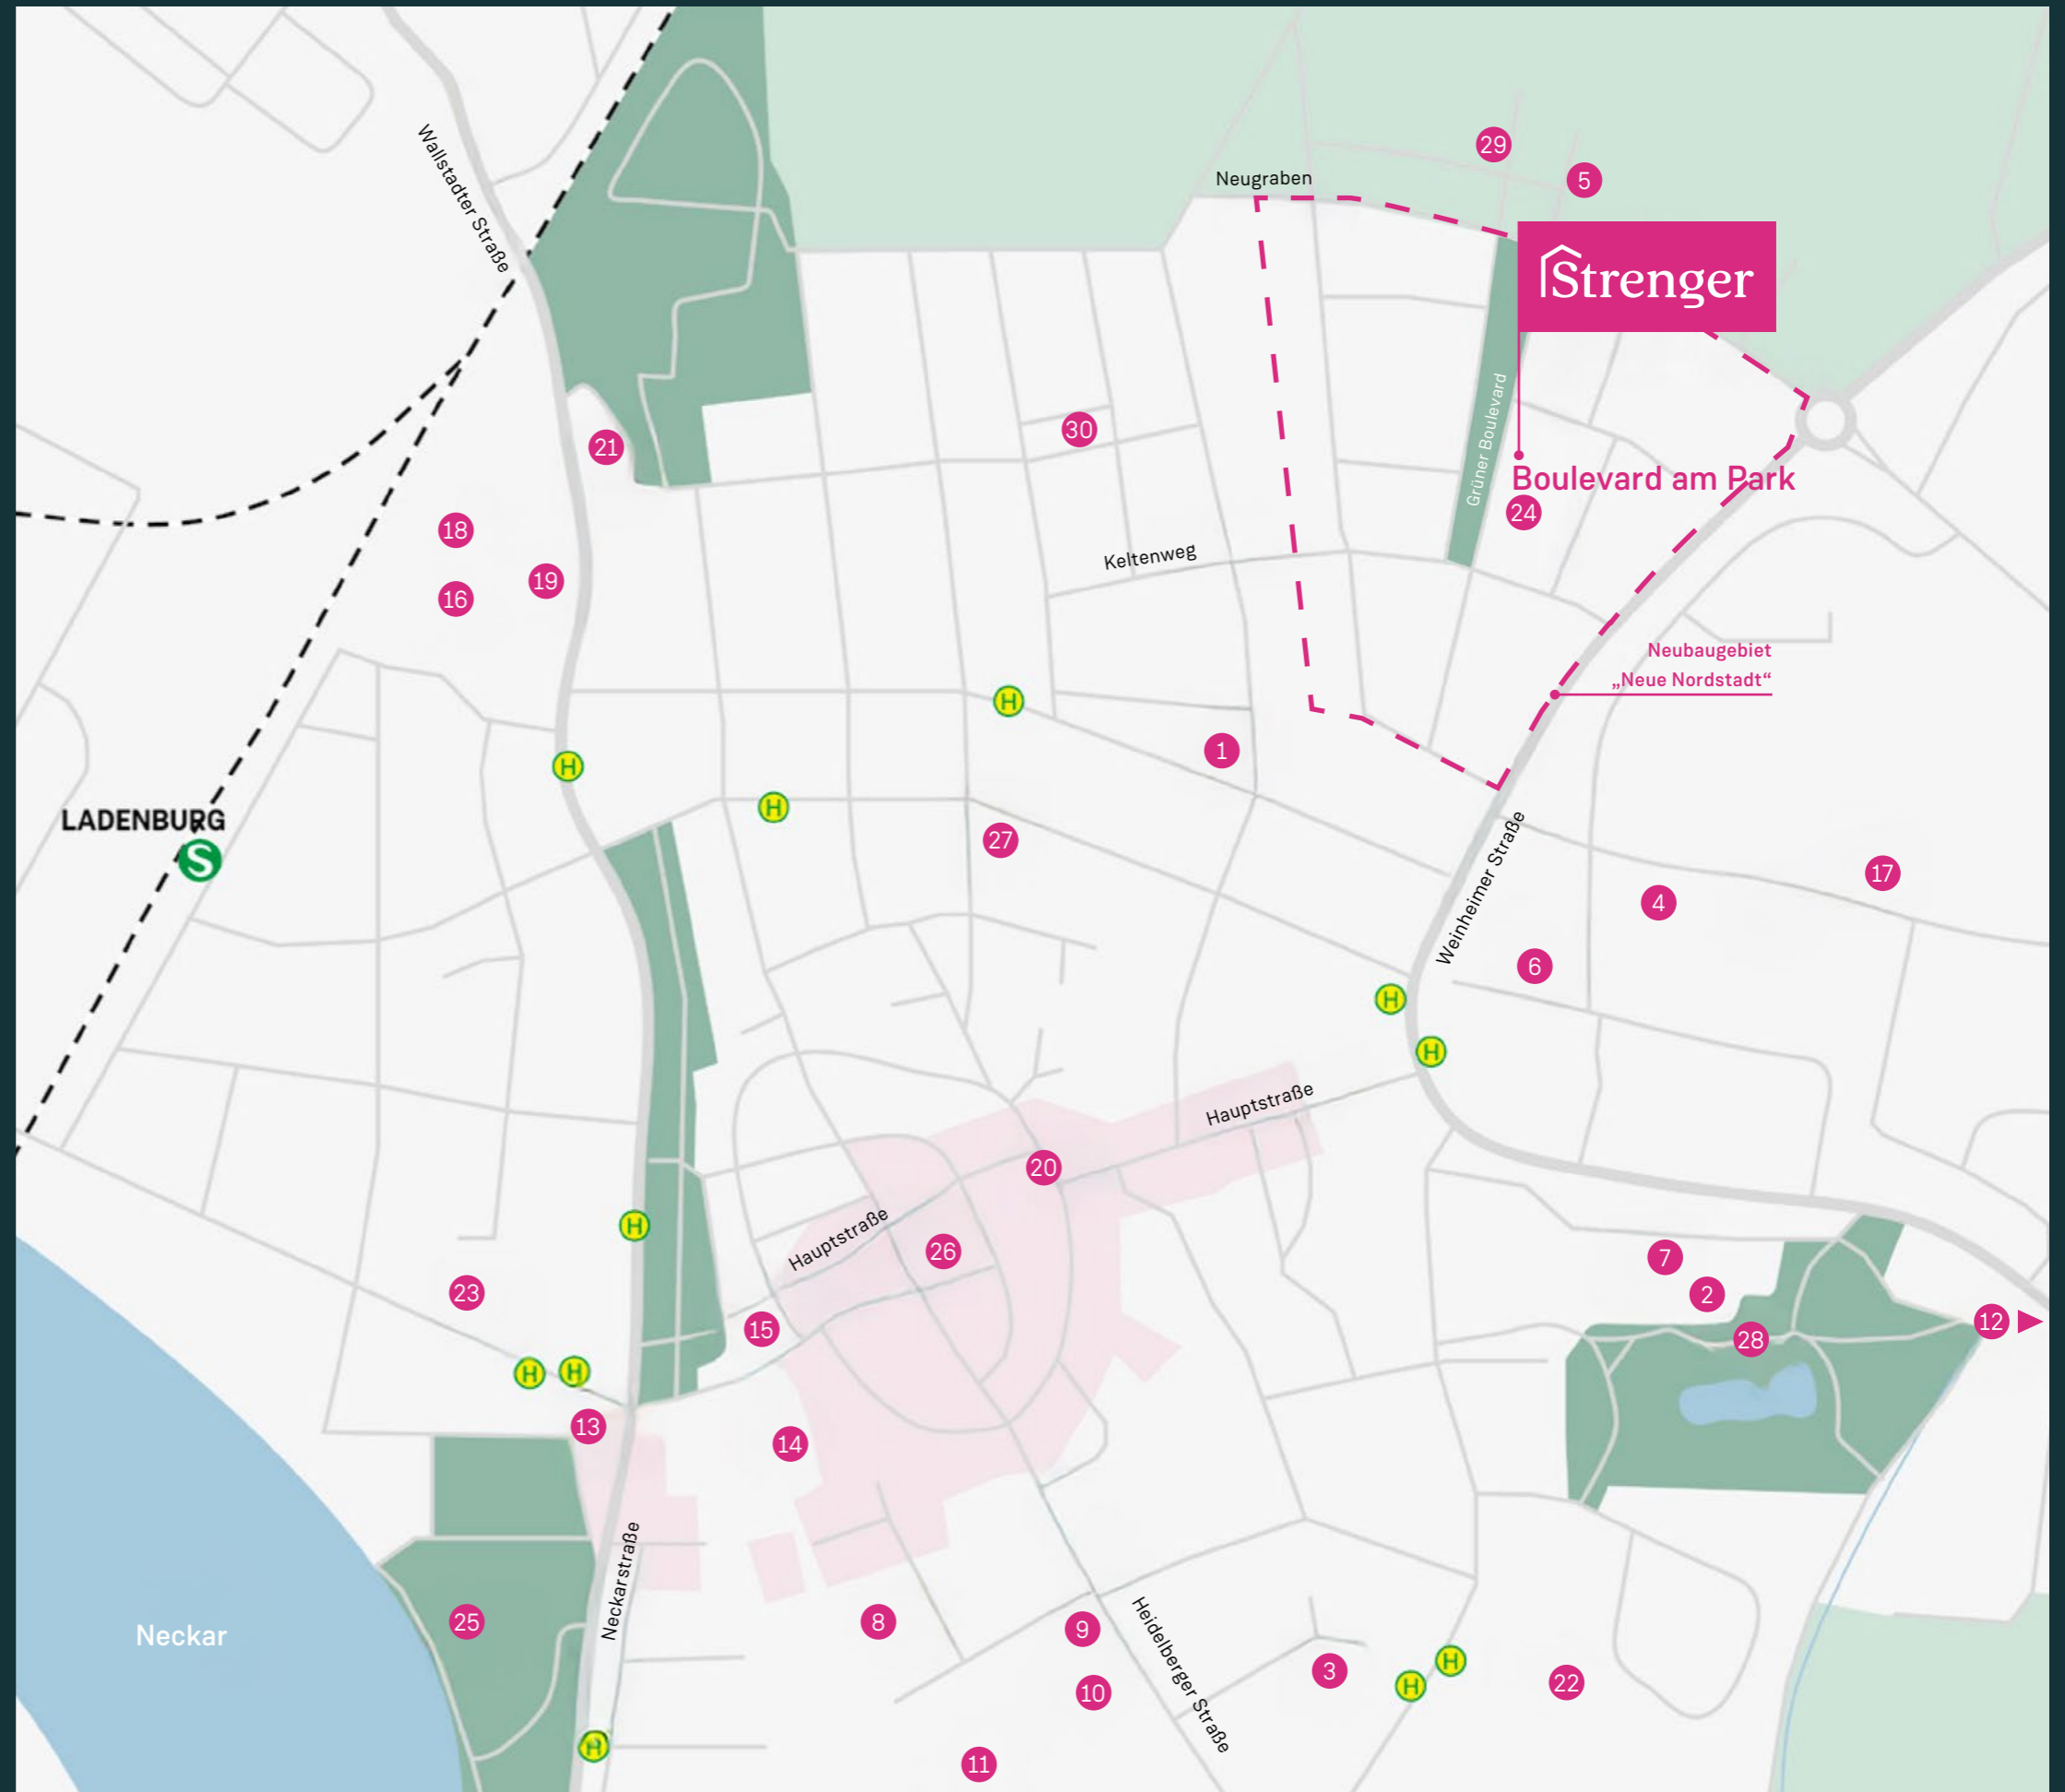 Wallstadter Straße
29
5
Neugraben
Strenger
Grüner Boulevard
30
21
Boulevard am Park
24
18
19
16
Keltenweg
Neubaugebiet
„Neue Nordstadt“
H
1
H
H
27
LADENBURG
S
Weinheimer Straße
17
4
6
H
H
Hauptstraße
20
Hauptstraße
H
26
7
23
2
12
15
28
H
H
13
14
Neckarstraße
25
Neckar
8
9
Heidelberger Straße
3
H
H
22
10
H
11